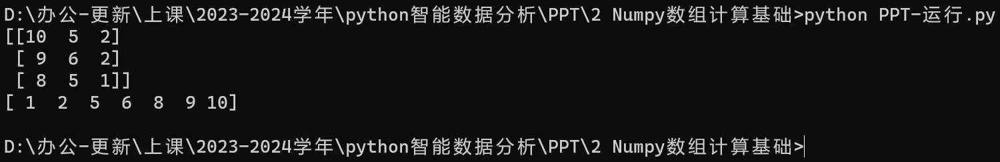 D:\办公-更新\上课\2023-2024学年\python智能数据分析\PPT\2 Numpy数组计算基础>python PPT-运行.py
[[10  5  2]
 [ 9  6  2]
 [ 8  5  1]]
[ 1  2  5  6  8  9 10]
D:\办公-更新\上课\2023-2024学年\python智能数据分析\PPT\2 Numpy数组计算基础>